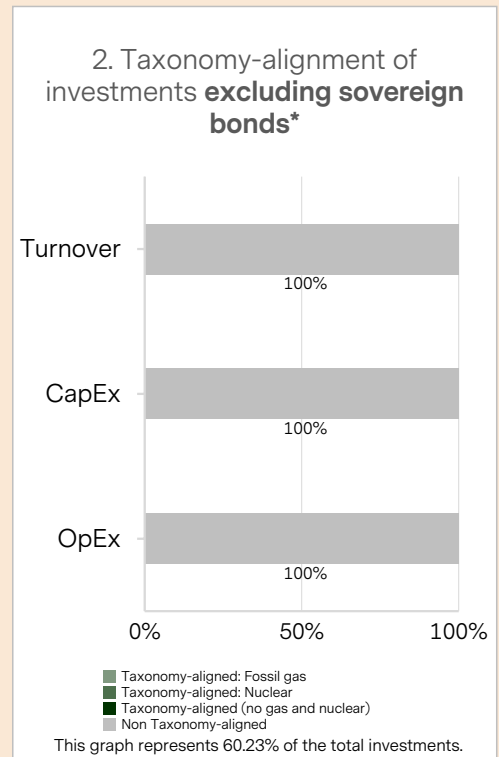 2. Taxonomy-alignment of
investments excluding sovereign
bonds*
Turnover
100%
CapEx
100%
OpEx
100%
0% 50% 100%
Taxonomy-aligned: Fossil gas
Taxonomy-aligned: Nuclear
Taxonomy-aligned (no gas and nuclear)
Non Taxonomy-aligned
This graph represents 60.23% of the total investments.